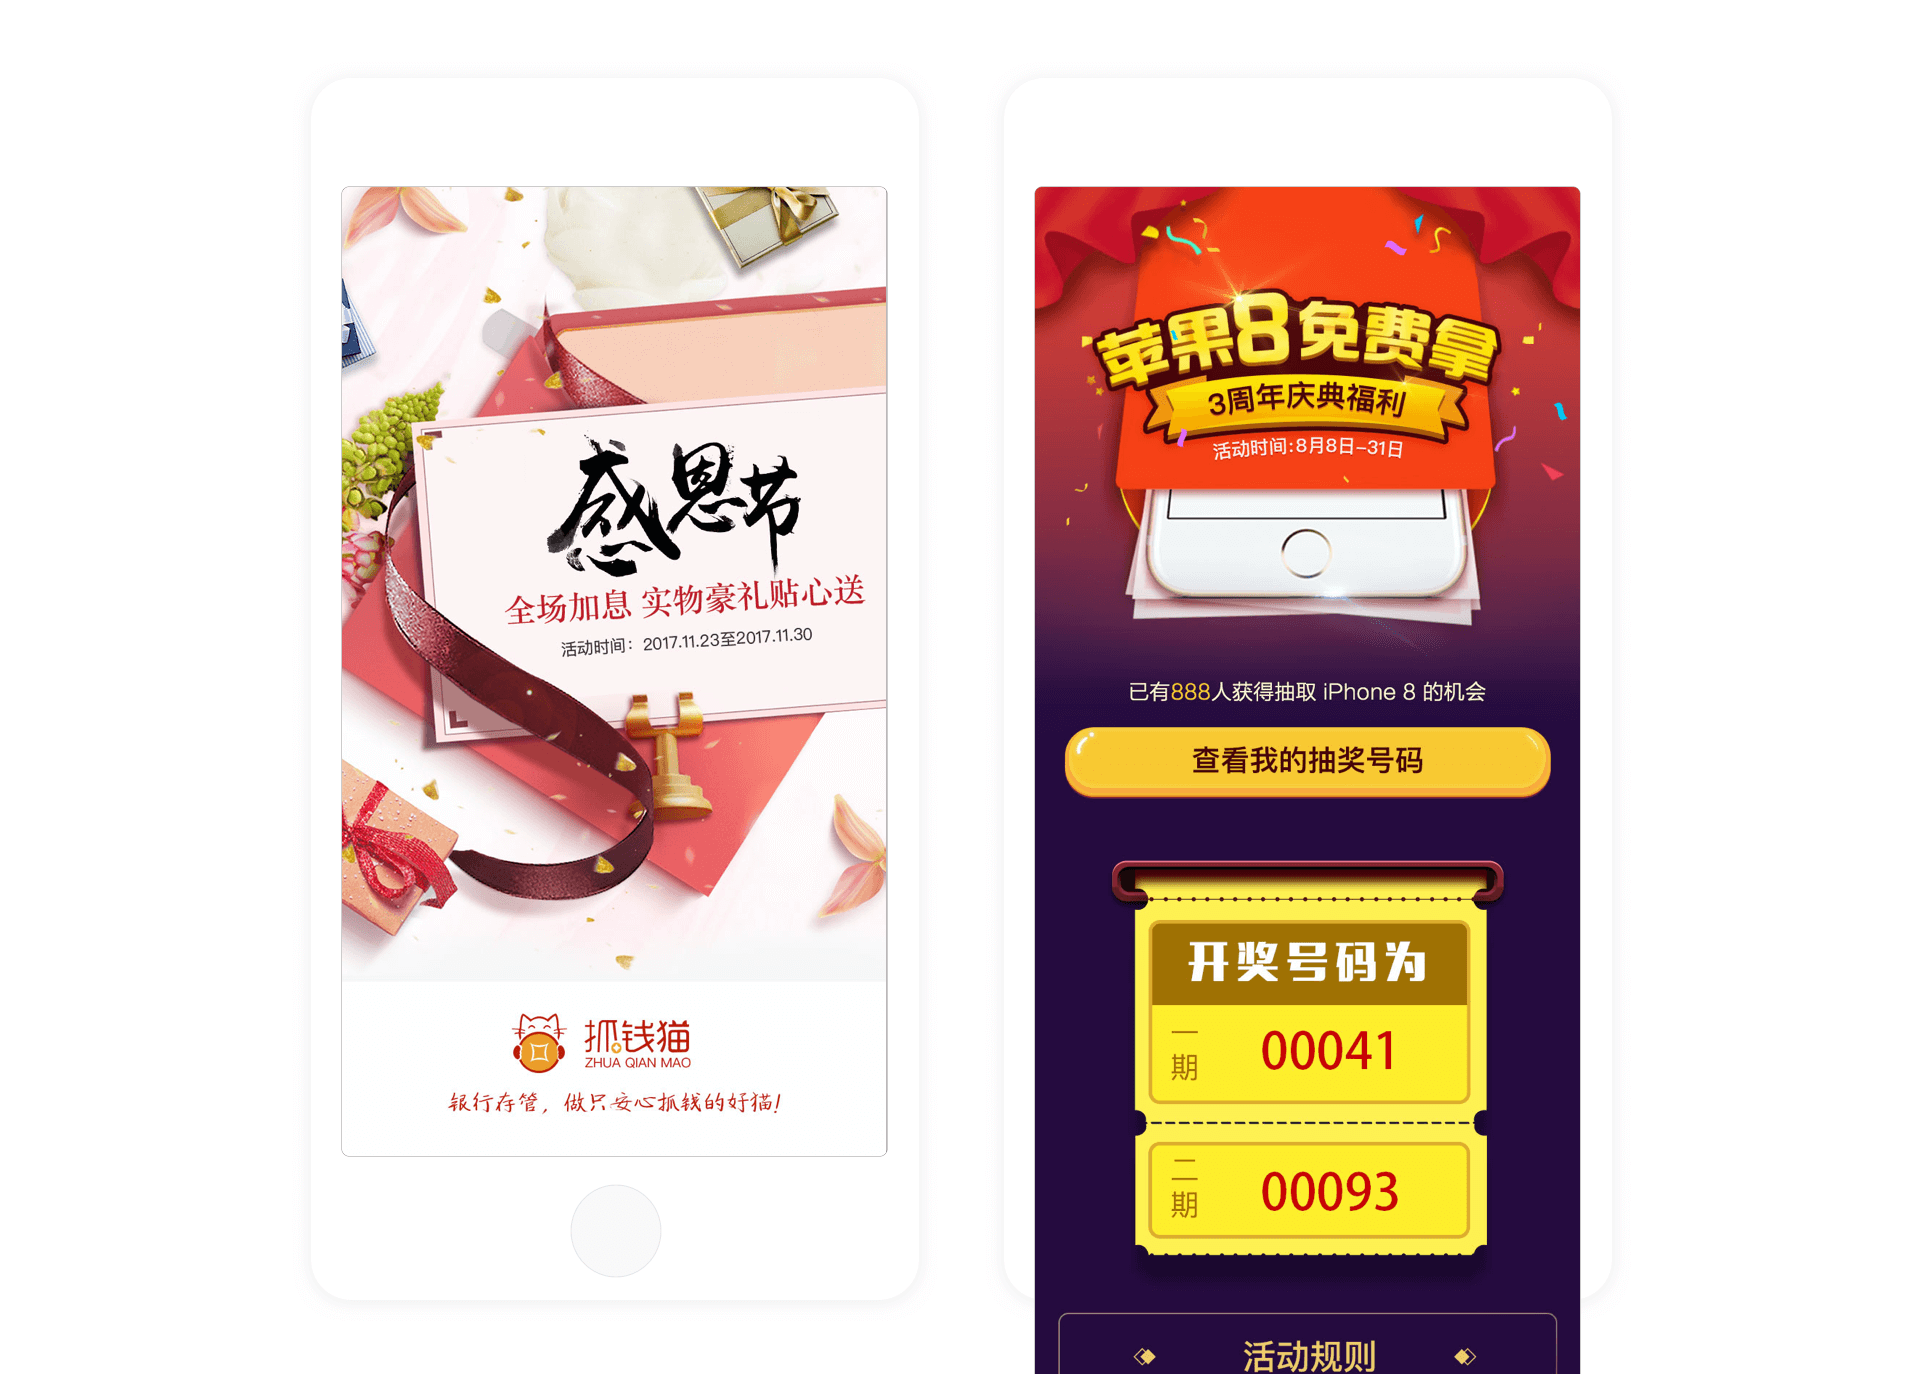 感恩节
全场加息 实物豪礼贴心送
活动时间：2017.11.23至2017.11.30
抓钱猫
ZHUA QIAN MAO
银行存管，做只安心抓钱的好猫！
苹果8免费拿
3周年庆典福利
活动时间:8月8日-31日
已有888人获得抽取 iPhone 8 的机会
查看我的抽奖号码
开奖号码为
一期 00041
二期 00093
活动规则